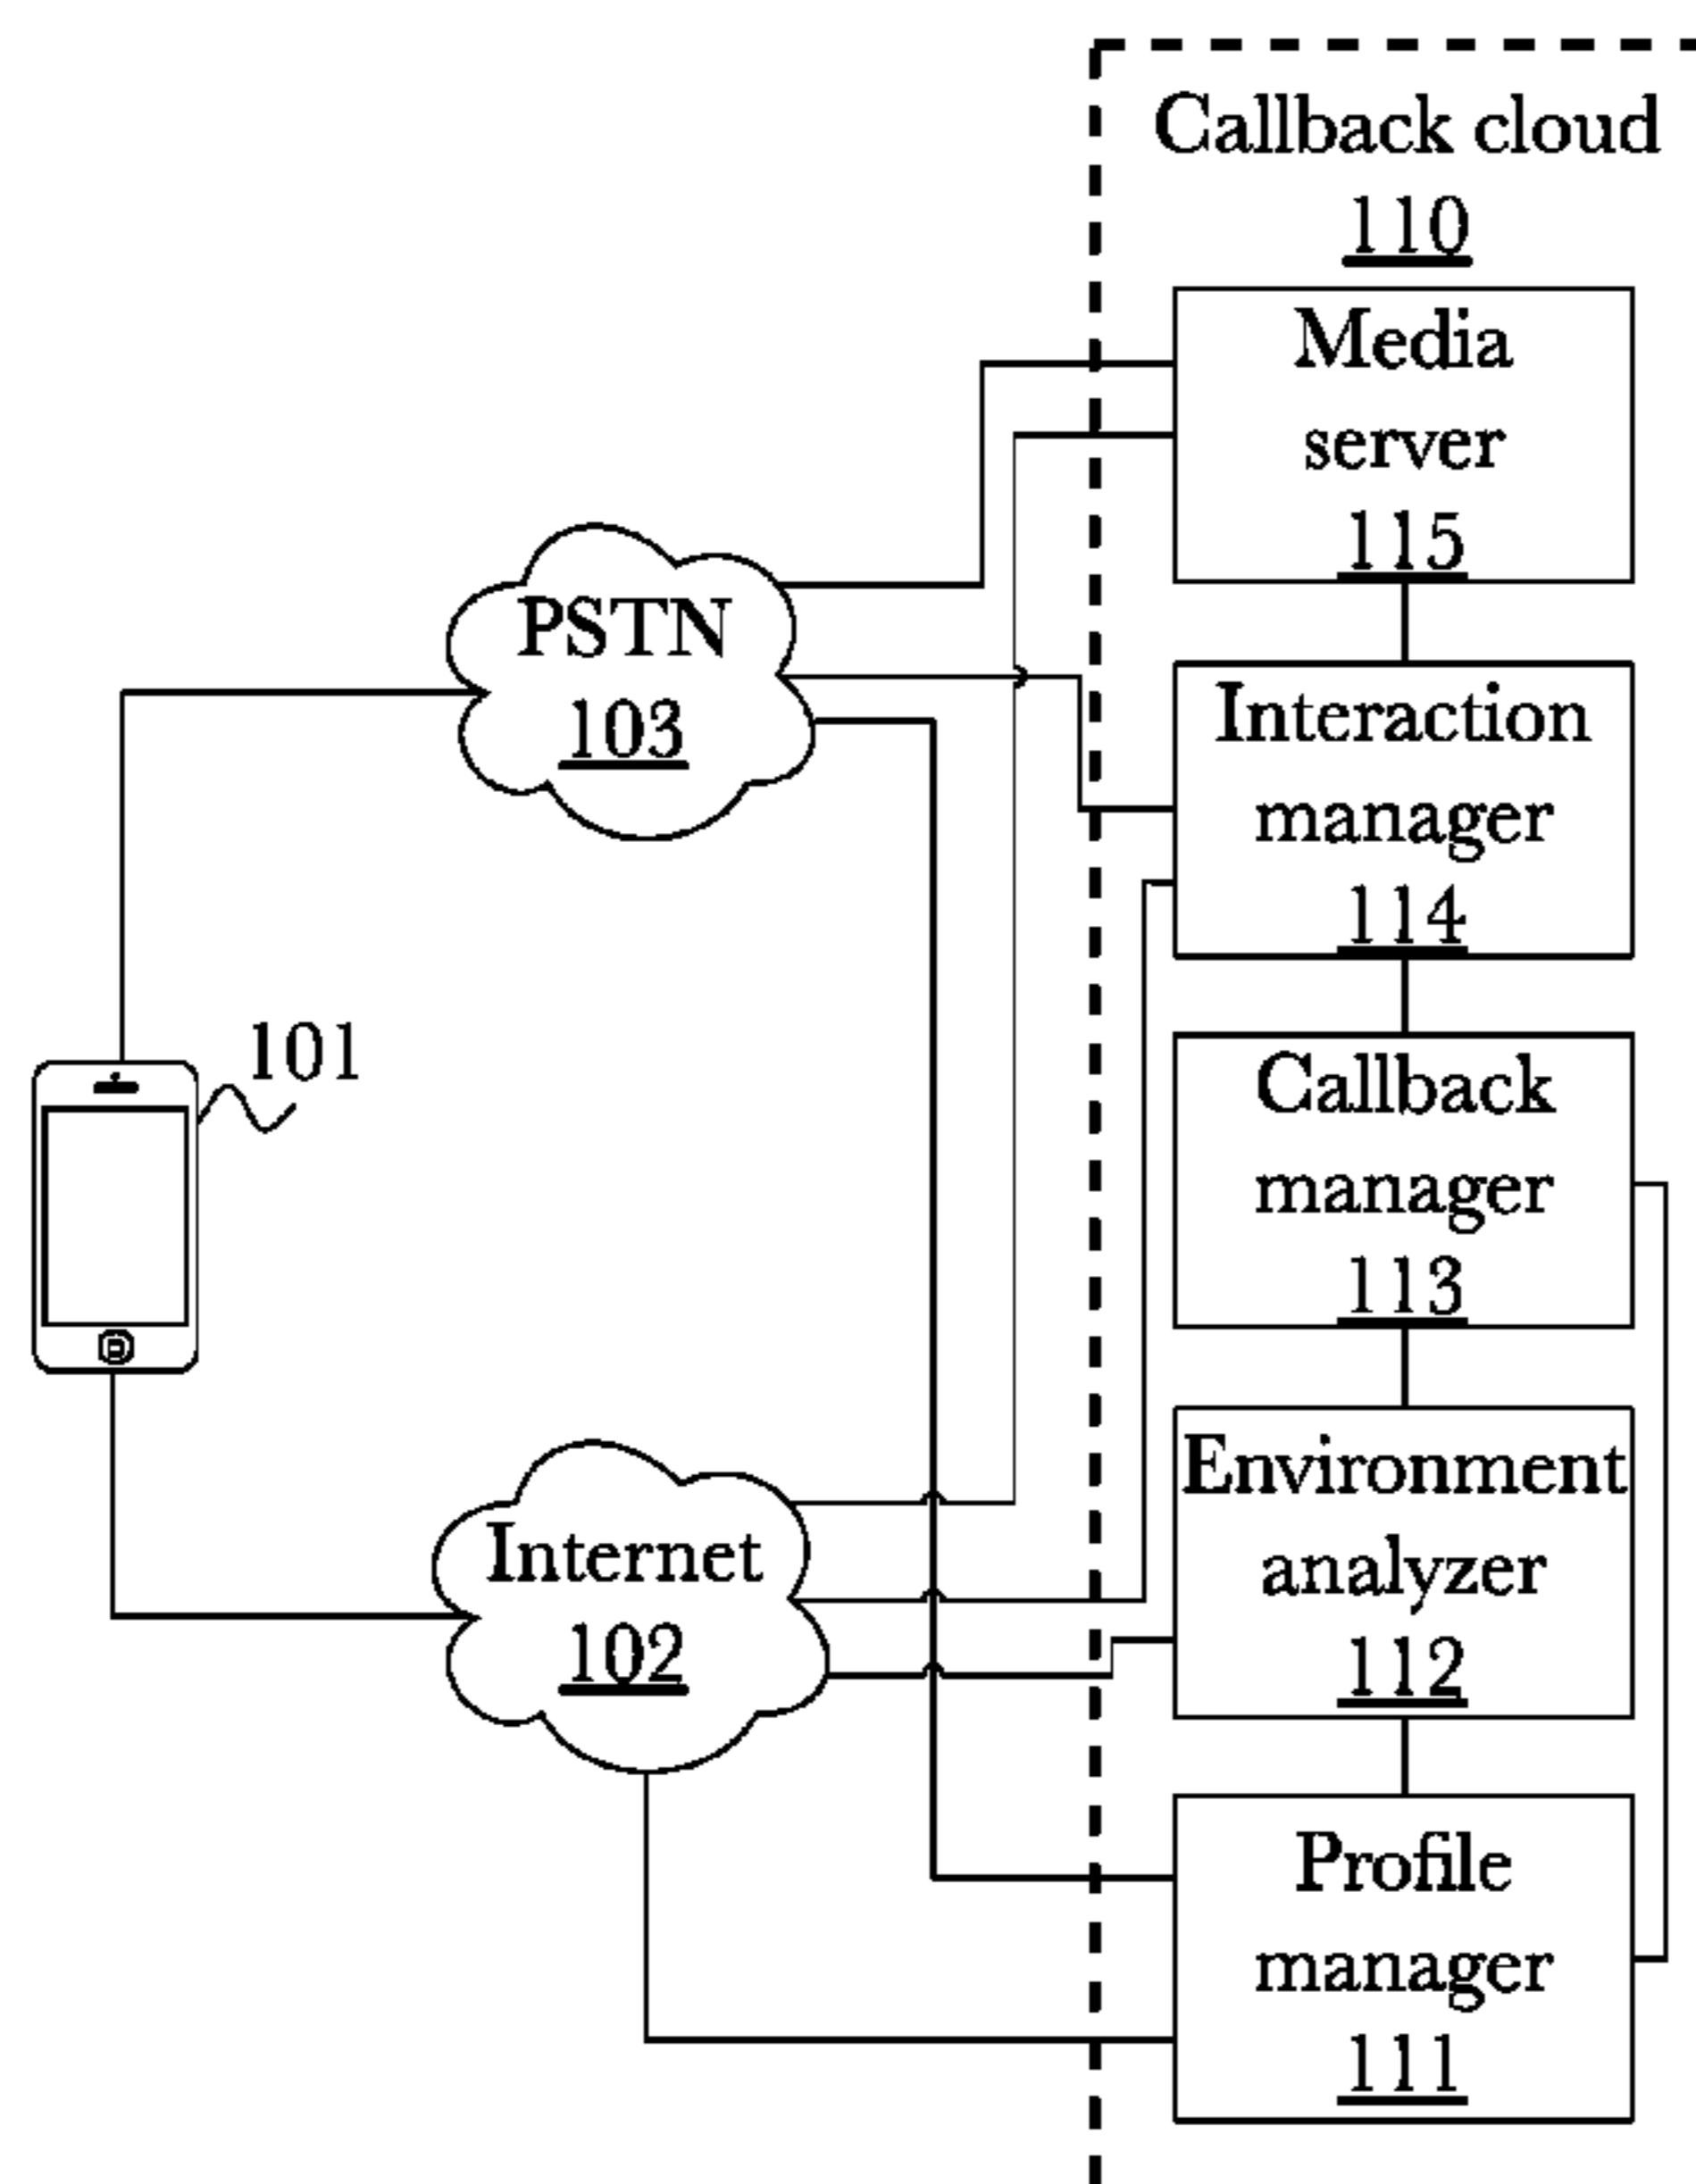 Callback cloud
110
Media
server
115
PSTN
103
Interaction
manager
114
101
Callback
manager
113
Internet
102
Environment
analyzer
112
Profile
manager
111